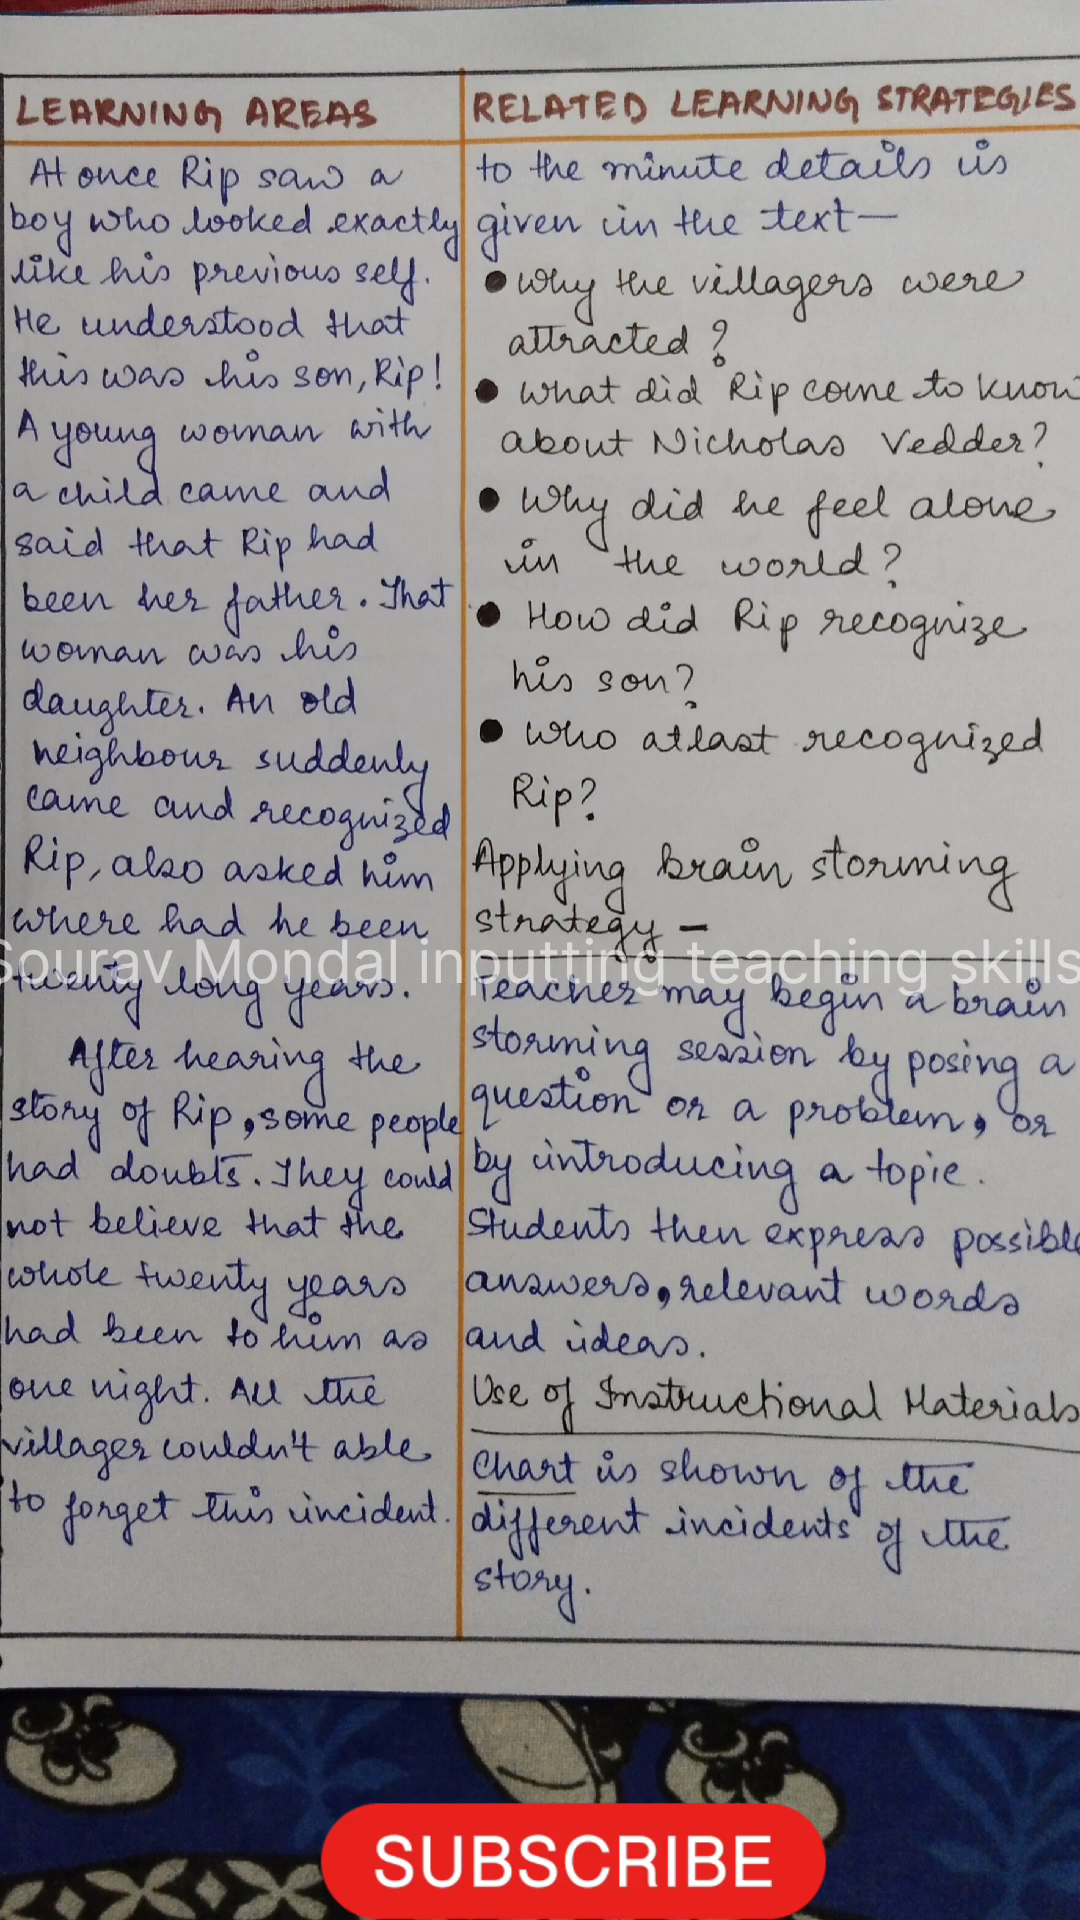 LEARNING AREAS
At once Rip saw a
boy who looked exactly
like his previous self.
He understood that
this was his son, Rip!
A young woman with
a child came and
said that Rip had
been her father. That
woman was his
daughter. An old
neighbour suddenly
came and recognized
Rip, also asked him
where had he been
twenty long years.
After hearing the
story of Rip, some people
had doubts. They could
not believe that the
whole twenty years
had been to him as
one night. All the
villager couldn't able
to forget this incident.
RELATED LEARNING STRATEGIES
to the minute details is
given in the text—
● Why the villagers were
attracted?
● What did Rip come to know
about Nicholas Vedder?
● Why did he feel alone
in the world?
● How did Rip recognize
his son?
● Who atlast recognized
Rip?
Applying brain storming
strategy —
Teacher may begin a brain
storming session by posing a
question or a problem, or
by introducing a topic.
Students then express possible
answers, relevant words
and ideas.
Use of Instructional Materials
Chart is shown of the
different incidents of the
story.
Sourav Mondal inputting teaching skills
SUBSCRIBE